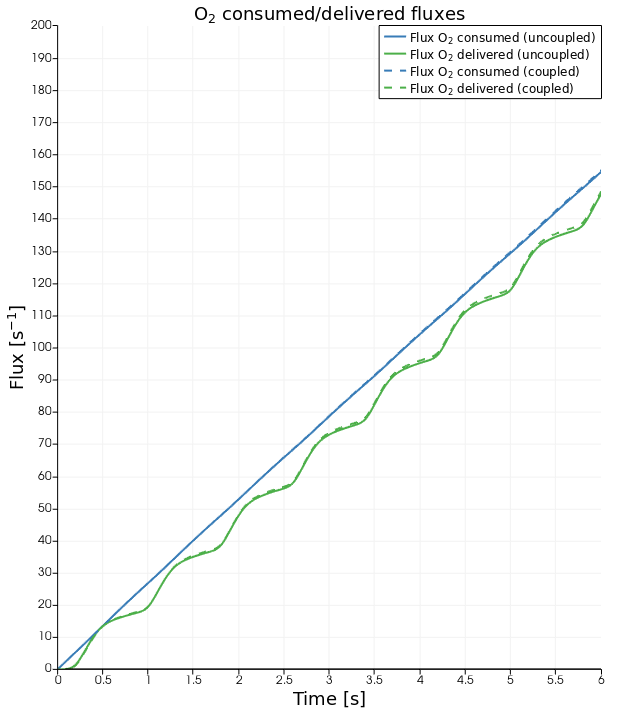 O₂ consumed/delivered fluxes
Flux O₂ consumed (uncoupled)
Flux O₂ delivered (uncoupled)
Flux O₂ consumed (coupled)
Flux O₂ delivered (coupled)
200
190
180
170
160
150
140
130
120
110
100
90
80
70
60
50
40
30
20
10
0
Flux [s⁻¹]
0 0.5 1 1.5 2 2.5 3 3.5 4 4.5 5 5.5 6
Time [s]